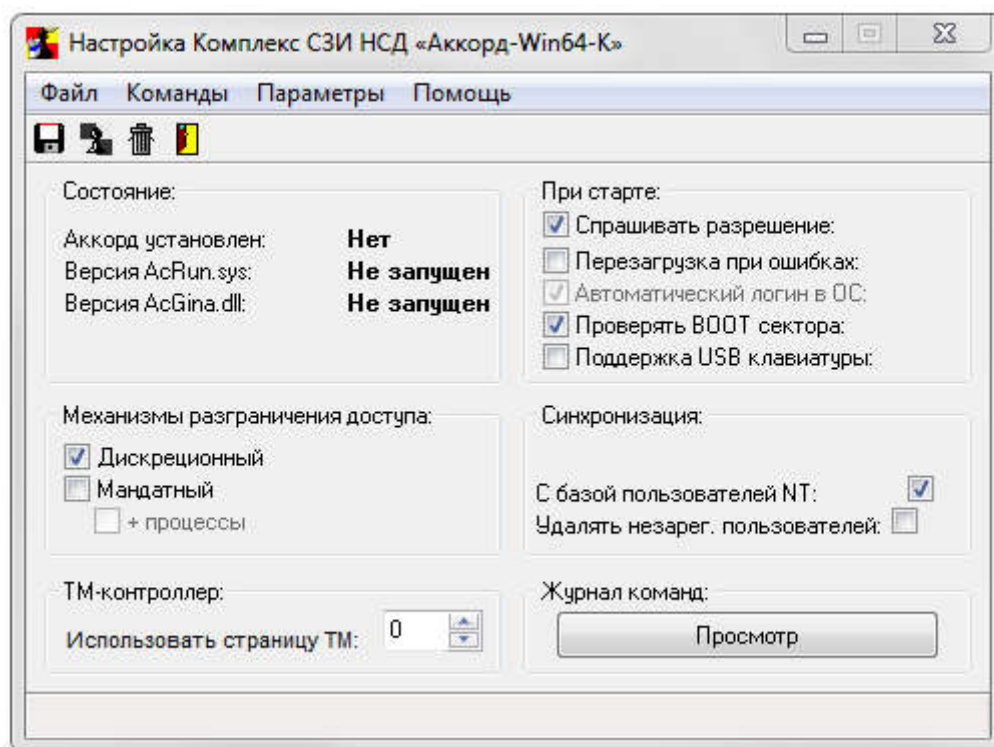 Настройка Комплекс СЗИ НСД «Аккорд-Win64-K»
Файл Команды Параметры Помощь
Состояние:
Аккорд установлен: Нет
Версия AcRun.sys: Не запущен
Версия AcGina.dll: Не запущен
При старте:
Спрашивать разрешение:
Перезагрузка при ошибках:
Автоматический логин в ОС:
Проверять BOOT сектора:
Поддержка USB клавиатуры:
Механизмы разграничения доступа:
Дискреционный
Мандатный
+ процессы
Синхронизация:
С базой пользователей NT:
Удалять незарег. пользователей:
ТМ-контроллер:
Использовать страницу ТМ: 0
Журнал команд:
Просмотр